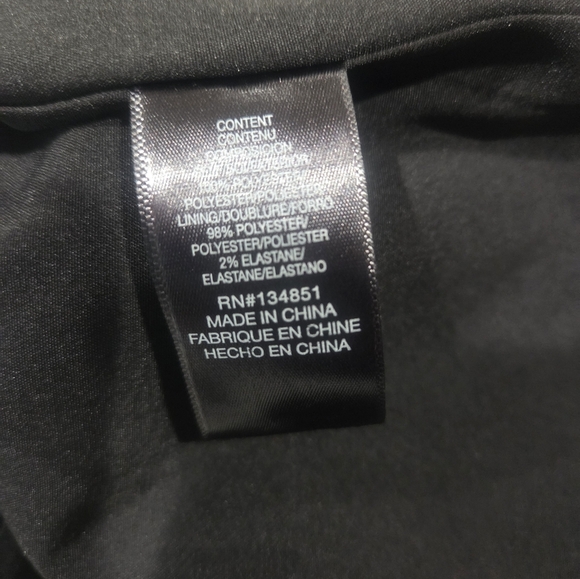 CONTENT
CONTENU
POLYESTER/POLYESTER/
LINING/DOUBLURE/FORRO
98% POLYESTER/
POLYESTER/POLIESTER
2% ELASTANE/
ELASTANE/ELASTANO
RN#134851
MADE IN CHINA
FABRIQUE EN CHINE
HECHO EN CHINA